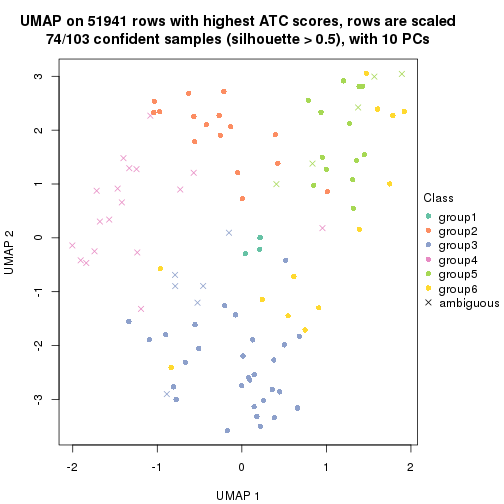 UMAP on 51941 rows with highest ATC scores, rows are scaled
74/103 confident samples (silhouette > 0.5), with 10 PCs
3
2
1
0
-1
-2
-3
UMAP 2
-2
-1
0
1
2
UMAP 1
Class
group1
group2
group3
group4
group5
group6
ambiguous